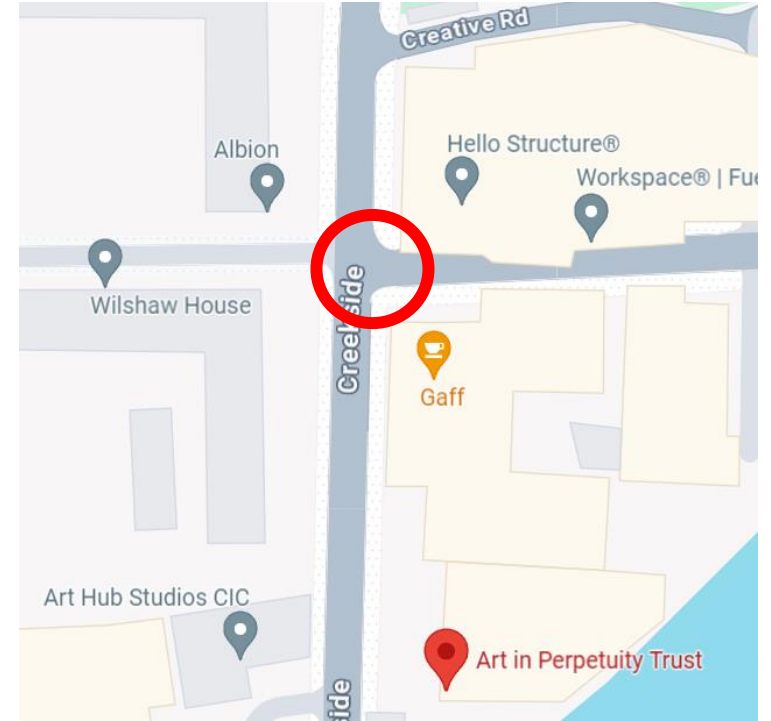 Creative Rd
Albion
Hello Structure®
Workspace® | Fue
Wilshaw House
Creekside
Gaff
Art Hub Studios CIC
Art in Perpetuity Trust
side